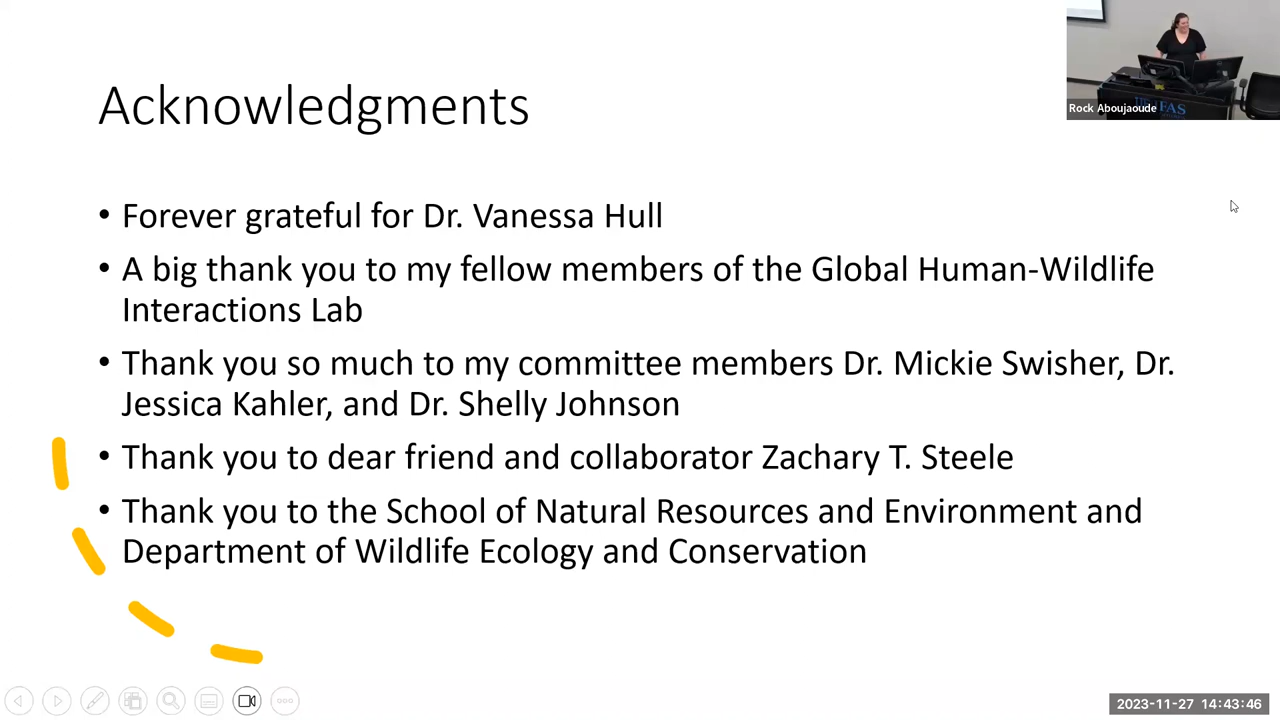 Acknowledgments
Rock Aboujaoude
FAS
• Forever grateful for Dr. Vanessa Hull
• A big thank you to my fellow members of the Global Human-Wildlife
Interactions Lab
• Thank you so much to my committee members Dr. Mickie Swisher, Dr.
Jessica Kahler, and Dr. Shelly Johnson
• Thank you to dear friend and collaborator Zachary T. Steele
• Thank you to the School of Natural Resources and Environment and
Department of Wildlife Ecology and Conservation
2023-11-27 14:43:46